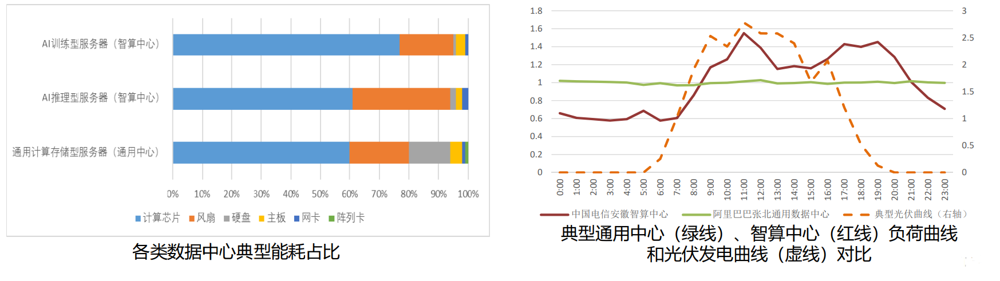 AI训练型服务器（智算中心）
AI推理型服务器（智算中心）
通用计算存储型服务器（通用中心）
0% 10% 20% 30% 40% 50% 60% 70% 80% 90% 100%
计算芯片 风扇 硬盘 主板 网卡 阵列卡
各类数据中心典型能耗占比
1.8
1.6
1.4
1.2
1
0.8
0.6
0.4
0.2
0
3
2.5
2
1.5
1
0.5
0
0:00 1:00 2:00 3:00 4:00 5:00 6:00 7:00 8:00 9:00 10:00 11:00 12:00 13:00 14:00 15:00 16:00 17:00 18:00 19:00 20:00 21:00 22:00 23:00
中国电信安徽智算中心 阿里巴巴张北通用数据中心 典型光伏曲线（右轴）
典型通用中心（绿线）、智算中心（红线）负荷曲线
和光伏发电曲线（虚线）对比